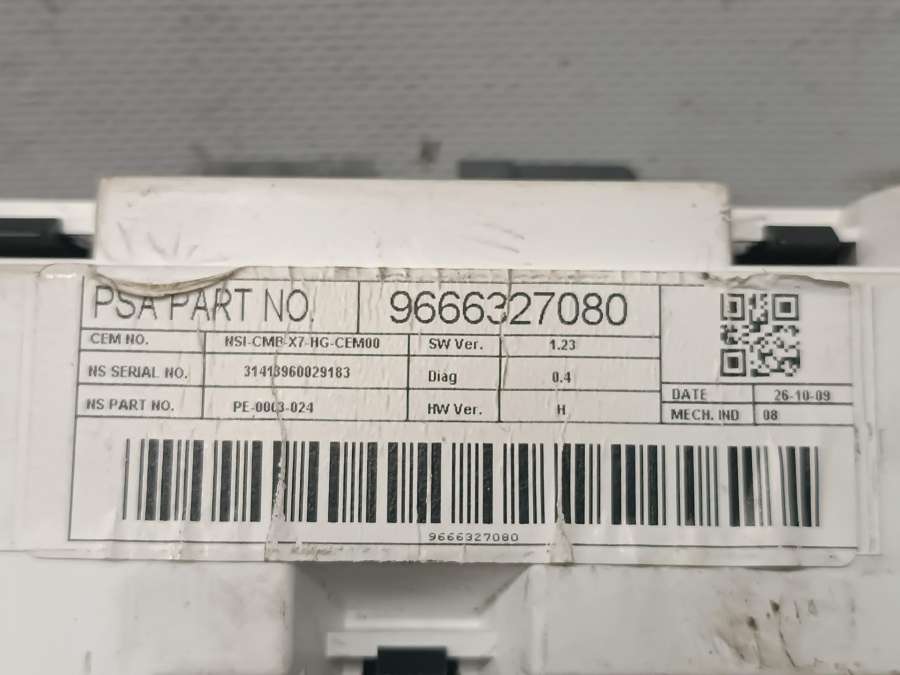 PSA PART NO. 9666327080
CEM NO. NSI-CMB-X7-HG-CEM00 SW Ver. 1.23
NS SERIAL NO. 31413960029183 Diag 0.4
NS PART NO. PE-0003-024 HW Ver. H
DATE 26-10-09
MECH. IND 08
9666327080